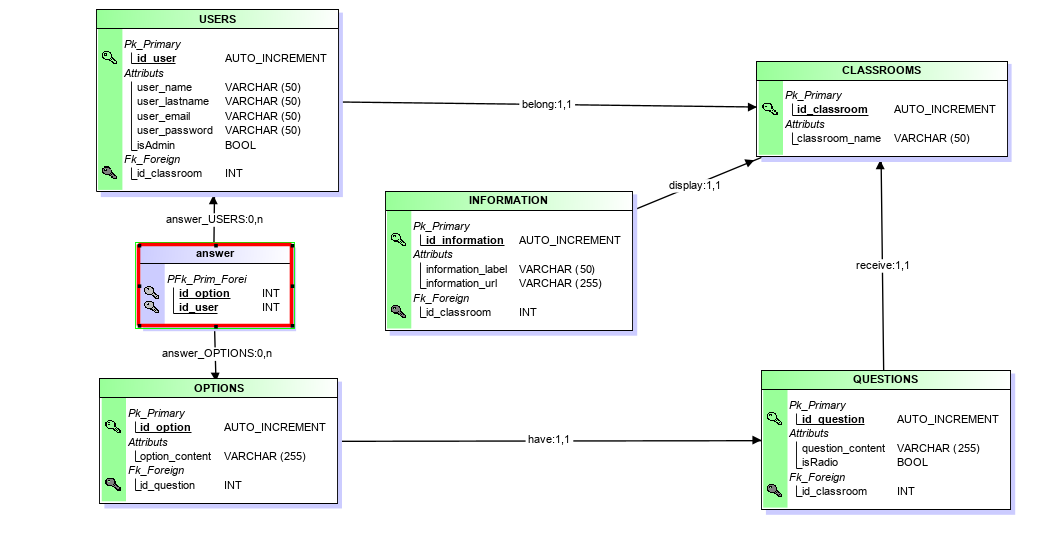 USERS
Pk_Primary
id_user AUTO_INCREMENT
Attributs
user_name VARCHAR (50)
user_lastname VARCHAR (50)
user_email VARCHAR (50)
user_password VARCHAR (50)
isAdmin BOOL
Fk_Foreign
id_classroom INT
belong:1,1
CLASSROOMS
Pk_Primary
id_classroom AUTO_INCREMENT
Attributs
classroom_name VARCHAR (50)
display:1,1
INFORMATION
Pk_Primary
id_information AUTO_INCREMENT
Attributs
information_label VARCHAR (50)
information_url VARCHAR (255)
Fk_Foreign
id_classroom INT
answer_USERS:0,n
answer
PFk_Prim_Forei
id_option INT
id_user INT
answer_OPTIONS:0,n
receive:1,1
OPTIONS
Pk_Primary
id_option AUTO_INCREMENT
Attributs
option_content VARCHAR (255)
Fk_Foreign
id_question INT
have:1,1
QUESTIONS
Pk_Primary
id_question AUTO_INCREMENT
Attributs
question_content VARCHAR (255)
isRadio BOOL
Fk_Foreign
id_classroom INT